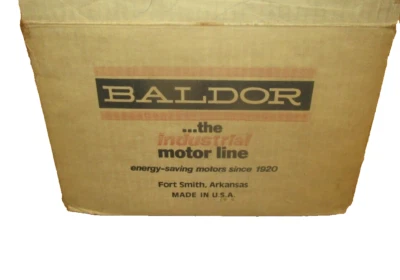 BALDOR
...the
industrial
motor line
energy-saving motors since 1920
Fort Smith, Arkansas
MADE IN U.S.A.